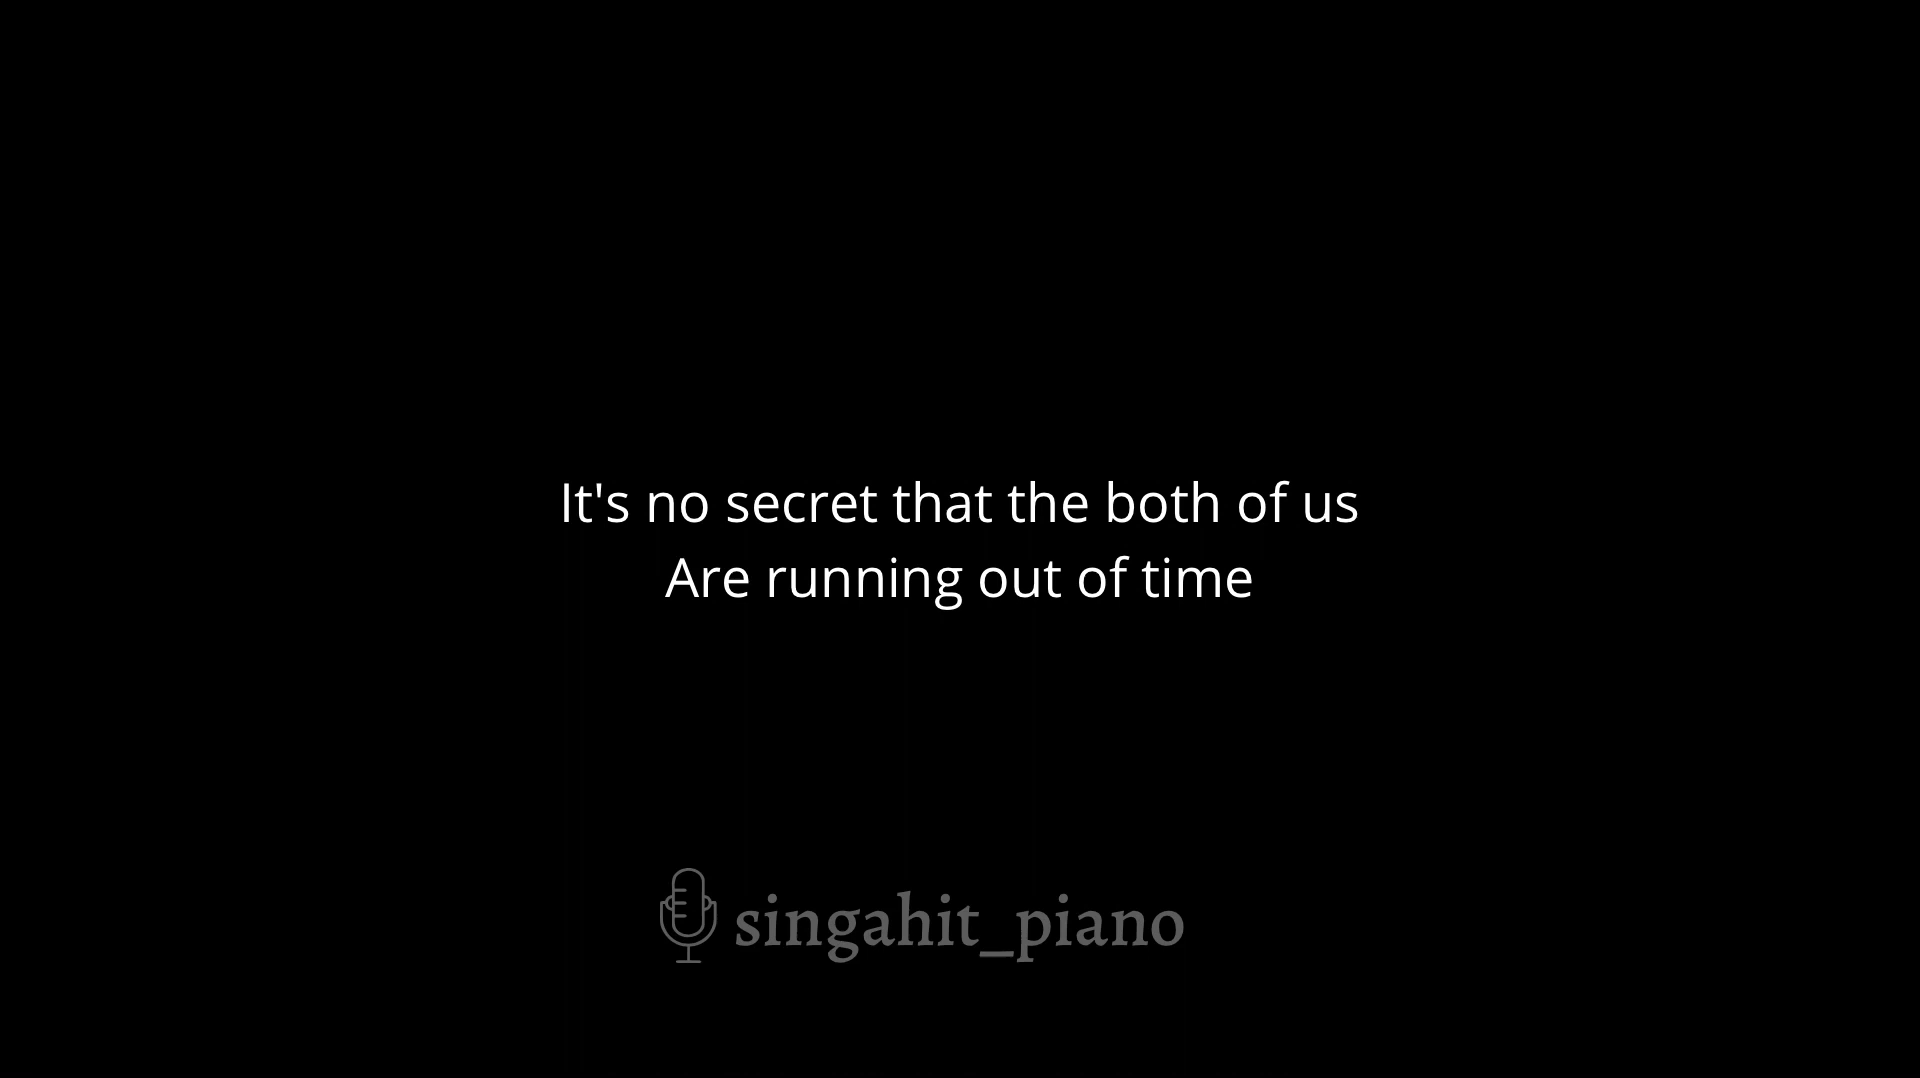 It's no secret that the both of us
Are running out of time
singahit_piano